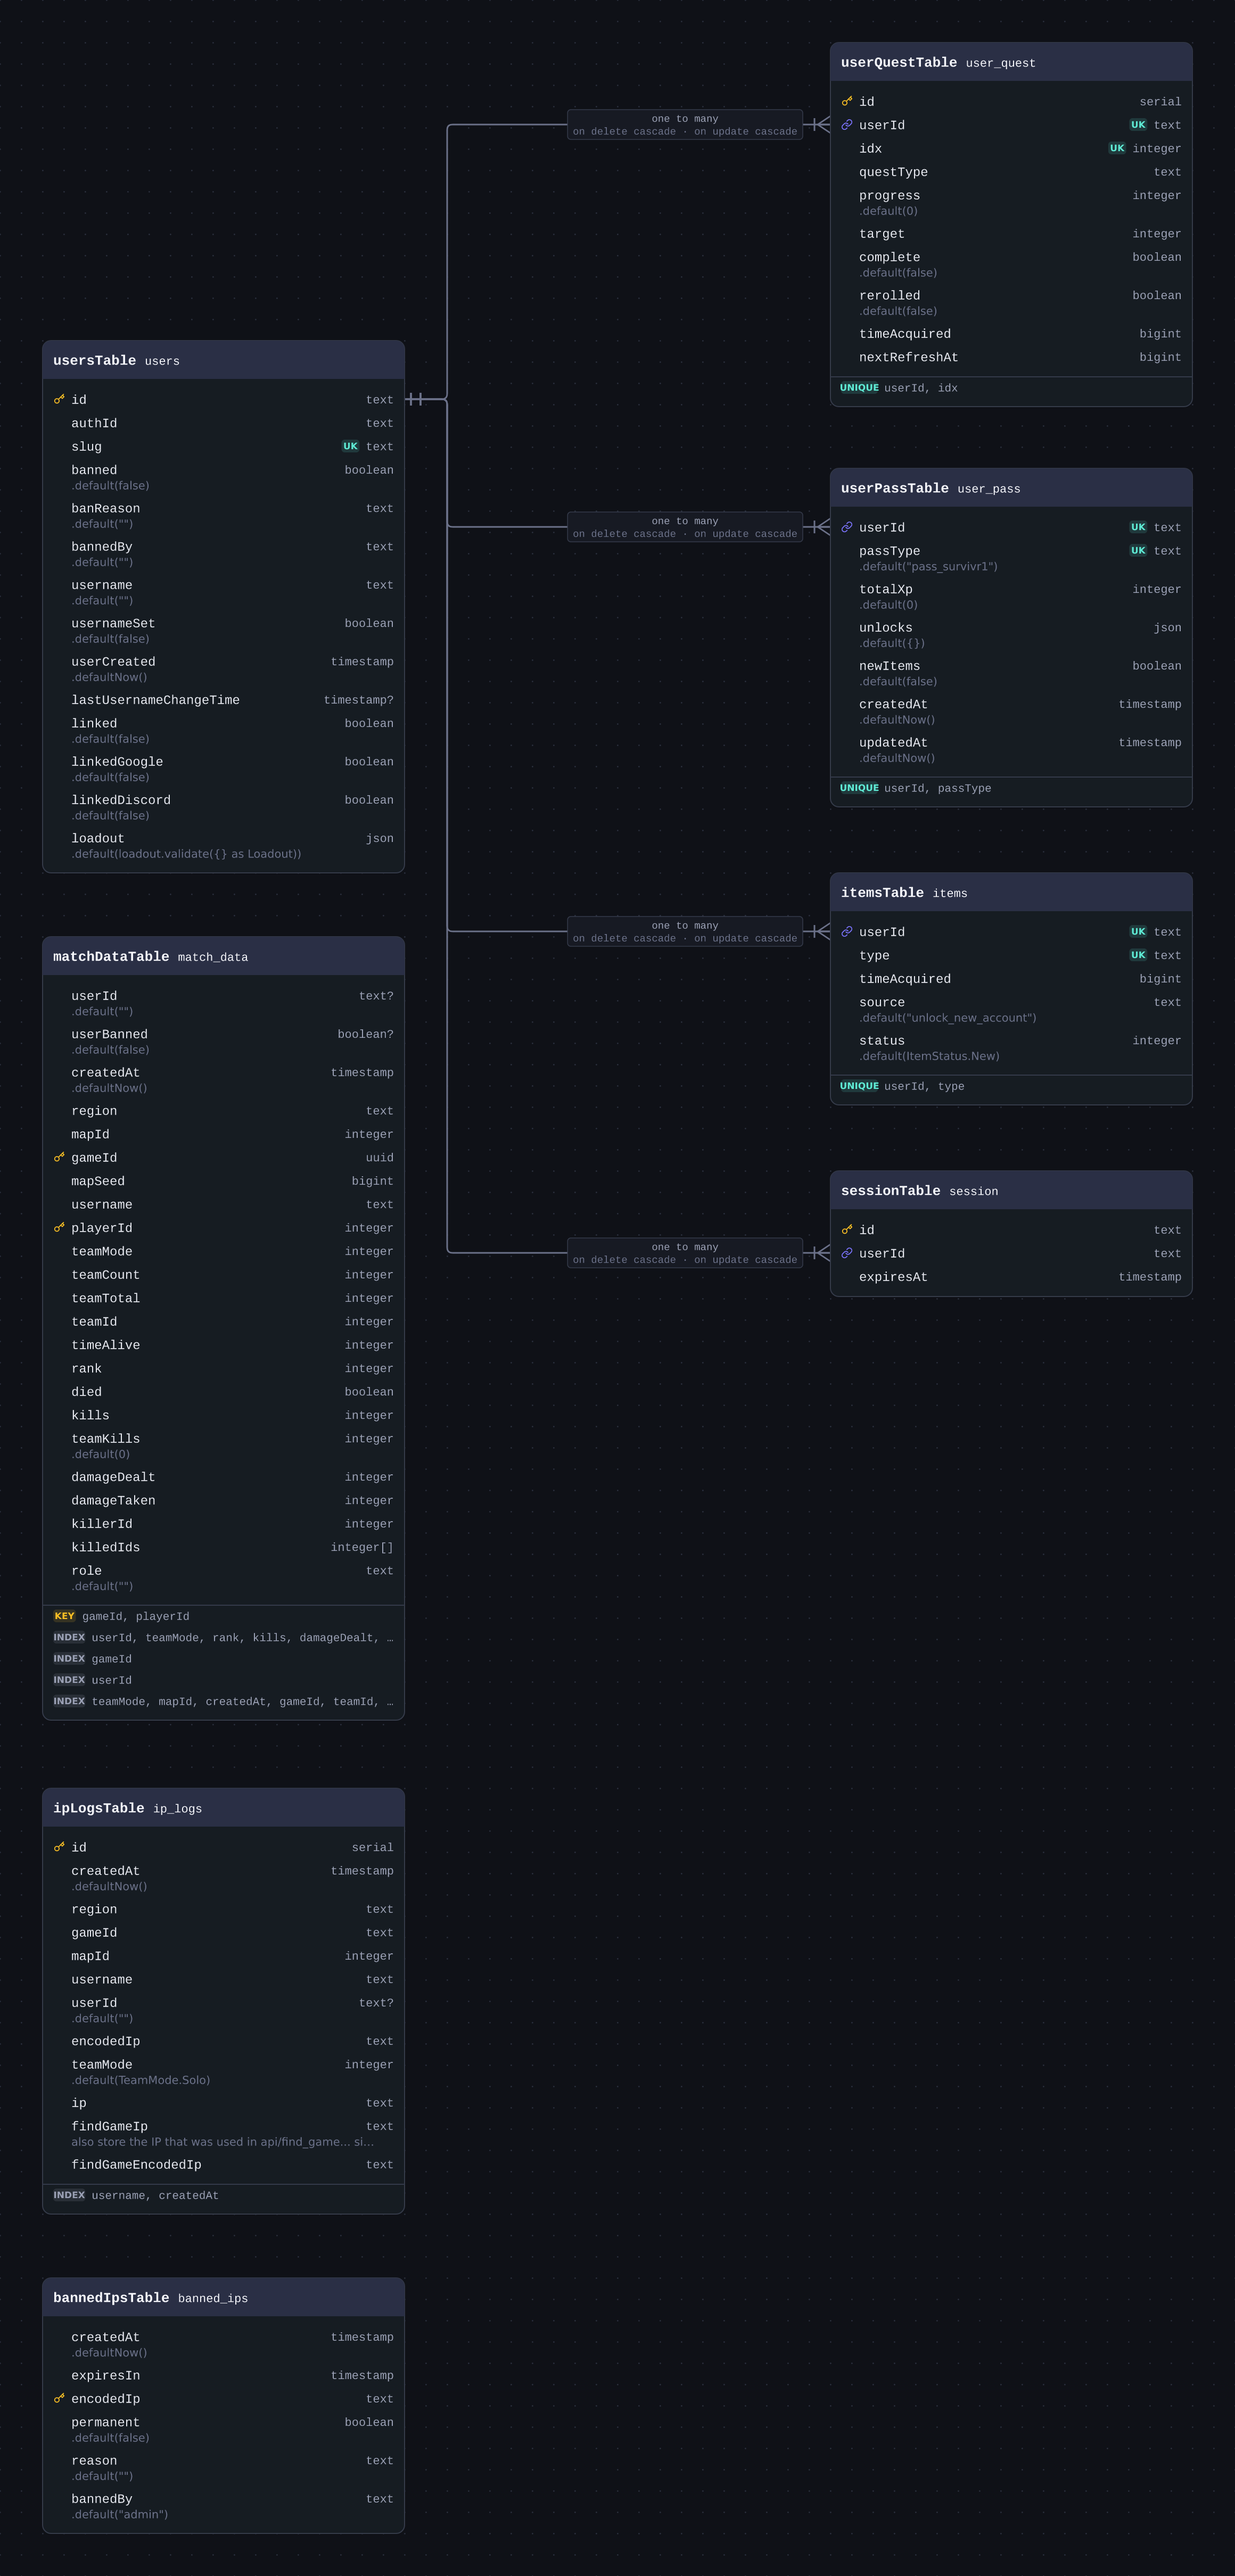 userQuestTable user_quest
id serial
userId UK text
idx UK integer
questType text
progress integer
.default(0)
target integer
complete boolean
.default(false)
rerolled boolean
.default(false)
timeAcquired bigint
nextRefreshAt bigint
UNIQUE userId, idx
one to many
on delete cascade · on update cascade
usersTable users
id text
authId text
slug UK text
banned boolean
.default(false)
banReason text
.default("")
bannedBy text
.default("")
username text
.default("")
usernameSet boolean
.default(false)
userCreated timestamp
.defaultNow()
lastUsernameChangeTime timestamp?
linked boolean
.default(false)
linkedGoogle boolean
.default(false)
linkedDiscord boolean
.default(false)
loadout json
.default(loadout.validate({} as Loadout))
one to many
on delete cascade · on update cascade
userPassTable user_pass
userId UK text
passType UK text
.default("pass_survivr1")
totalXp integer
.default(0)
unlocks json
.default({})
newItems boolean
.default(false)
createdAt timestamp
.defaultNow()
updatedAt timestamp
.defaultNow()
UNIQUE userId, passType
one to many
on delete cascade · on update cascade
itemsTable items
userId UK text
type UK text
timeAcquired bigint
source text
.default("unlock_new_account")
status integer
.default(ItemStatus.New)
UNIQUE userId, type
one to many
on delete cascade · on update cascade
sessionTable session
id text
userId text
expiresAt timestamp
matchDataTable match_data
userId text?
.default("")
userBanned boolean?
.default(false)
createdAt timestamp
.defaultNow()
region text
mapId integer
gameId uuid
mapSeed bigint
username text
playerId integer
teamMode integer
teamCount integer
teamTotal integer
teamId integer
timeAlive integer
rank integer
died boolean
kills integer
teamKills integer
.default(0)
damageDealt integer
damageTaken integer
killerId integer
killedIds integer[]
role text
.default("")
KEY gameId, playerId
INDEX userId, teamMode, rank, kills, damageDealt, …
INDEX gameId
INDEX userId
INDEX teamMode, mapId, createdAt, gameId, teamId, …
ipLogsTable ip_logs
id serial
createdAt timestamp
.defaultNow()
region text
gameId text
mapId integer
username text
userId text?
.default("")
encodedIp text
teamMode integer
.default(TeamMode.Solo)
ip text
findGameIp text
also store the IP that was used in api/find_game... si…
findGameEncodedIp text
INDEX username, createdAt
bannedIpsTable banned_ips
createdAt timestamp
.defaultNow()
expiresIn timestamp
encodedIp text
permanent boolean
.default(false)
reason text
.default("")
bannedBy text
.default("admin")